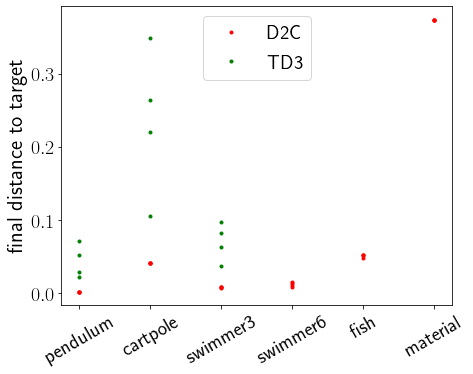 D2C
TD3
final distance to target
0.3
0.2
0.1
0.0
pendulum
cartpole
swimmer3
swimmer6
fish
material